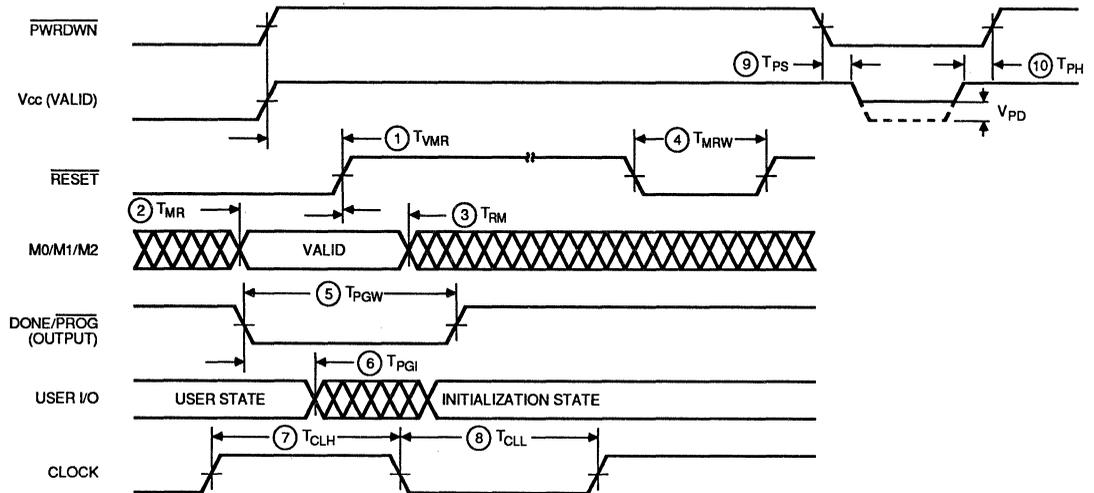 PWRDWN
9 TPS
10 TPH
Vcc (VALID)
VPD
1 TVMR
4 TMRW
RESET
2 TMR
3 TRM
M0/M1/M2
VALID
5 TPGW
DONE/PROG
(OUTPUT)
6 TPGI
USER I/O
USER STATE
INITIALIZATION STATE
7 TCLH
8 TCLL
CLOCK